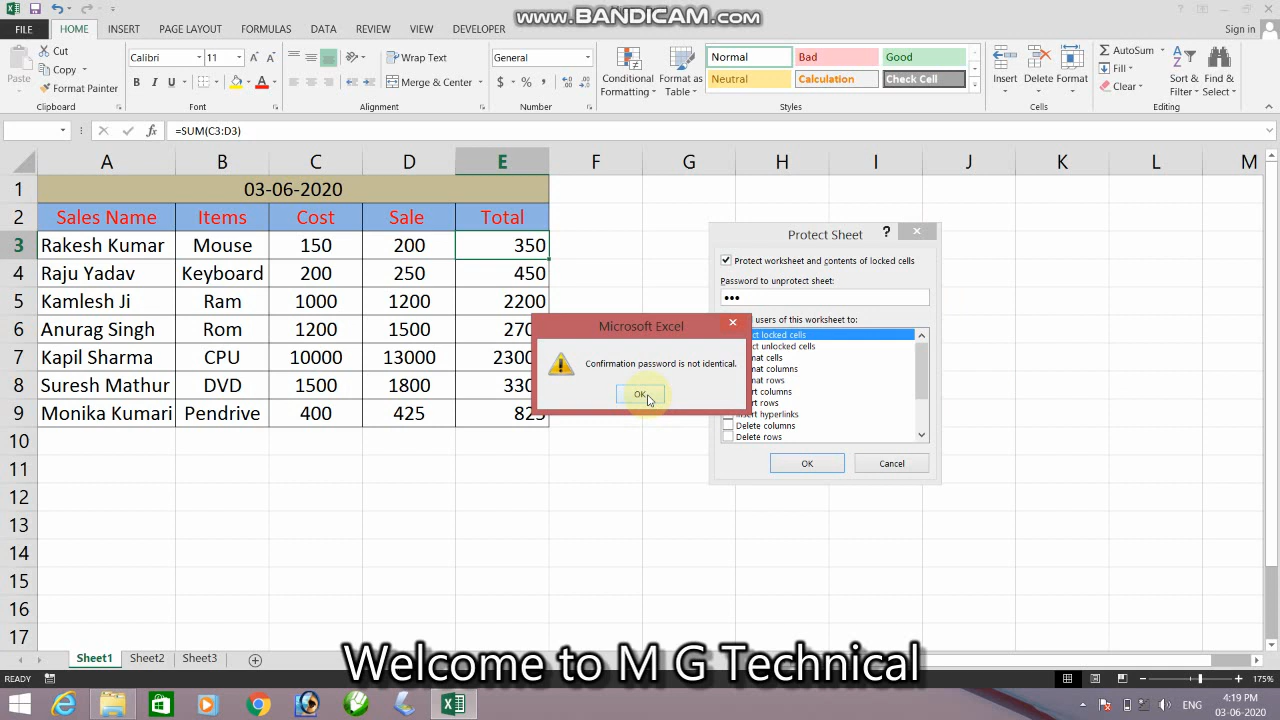 www.BANDICAM.com
Sign in
FILE HOME INSERT PAGE LAYOUT FORMULAS DATA REVIEW VIEW DEVELOPER
Paste Cut Copy Format Painter
Calibri 11 Wrap Text Merge & Center General
Conditional Formatting Format as Table
Normal Bad Good
Neutral Calculation Check Cell
Insert Delete Format
AutoSum Fill Clear Sort & Filter Find & Select
Clipboard Font Alignment Number Styles Cells Editing
=SUM(C3:D3)
A B C D E F G H I J K L M
1 03-06-2020
2 Sales Name Items Cost Sale Total
3 Rakesh Kumar Mouse 150 200 350
4 Raju Yadav Keyboard 200 250 450
5 Kamlesh Ji Ram 1000 1200 2200
6 Anurag Singh Rom 1200 1500 270
7 Kapil Sharma CPU 10000 13000 2300
8 Suresh Mathur DVD 1500 1800 330
9 Monika Kumari Pendrive 400 425 825
10
11
12
13
14
15
16
17
Protect Sheet ?
Protect worksheet and contents of locked cells
Password to unprotect sheet:
•••
users of this worksheet to:
ct locked cells
ct unlocked cells
mat cells
mat columns
mat rows
rt columns
rt rows
Insert hyperlinks
Delete columns
Delete rows
OK Cancel
Microsoft Excel
Confirmation password is not identical.
OK
Welcome to M G Technical
Sheet1 Sheet2 Sheet3
READY 175%
ENG 4:19 PM
03-06-2020